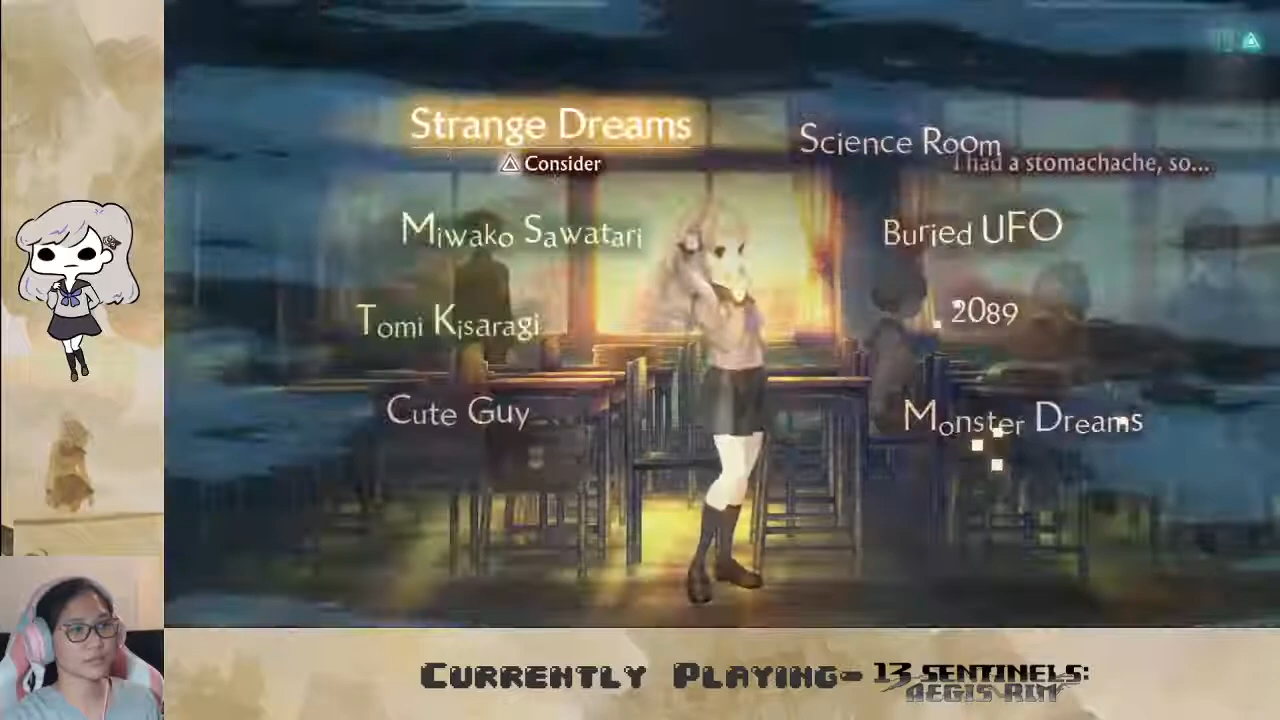 Strange Dreams
Consider
Science Room
I had a stomachache, so...
Miwako Sawatari
Buried UFO
Tomi Kisaragi
2089
Cute Guy
Monster Dreams
Currently Playing- 13 SENTINELS:
AEGIS RIM